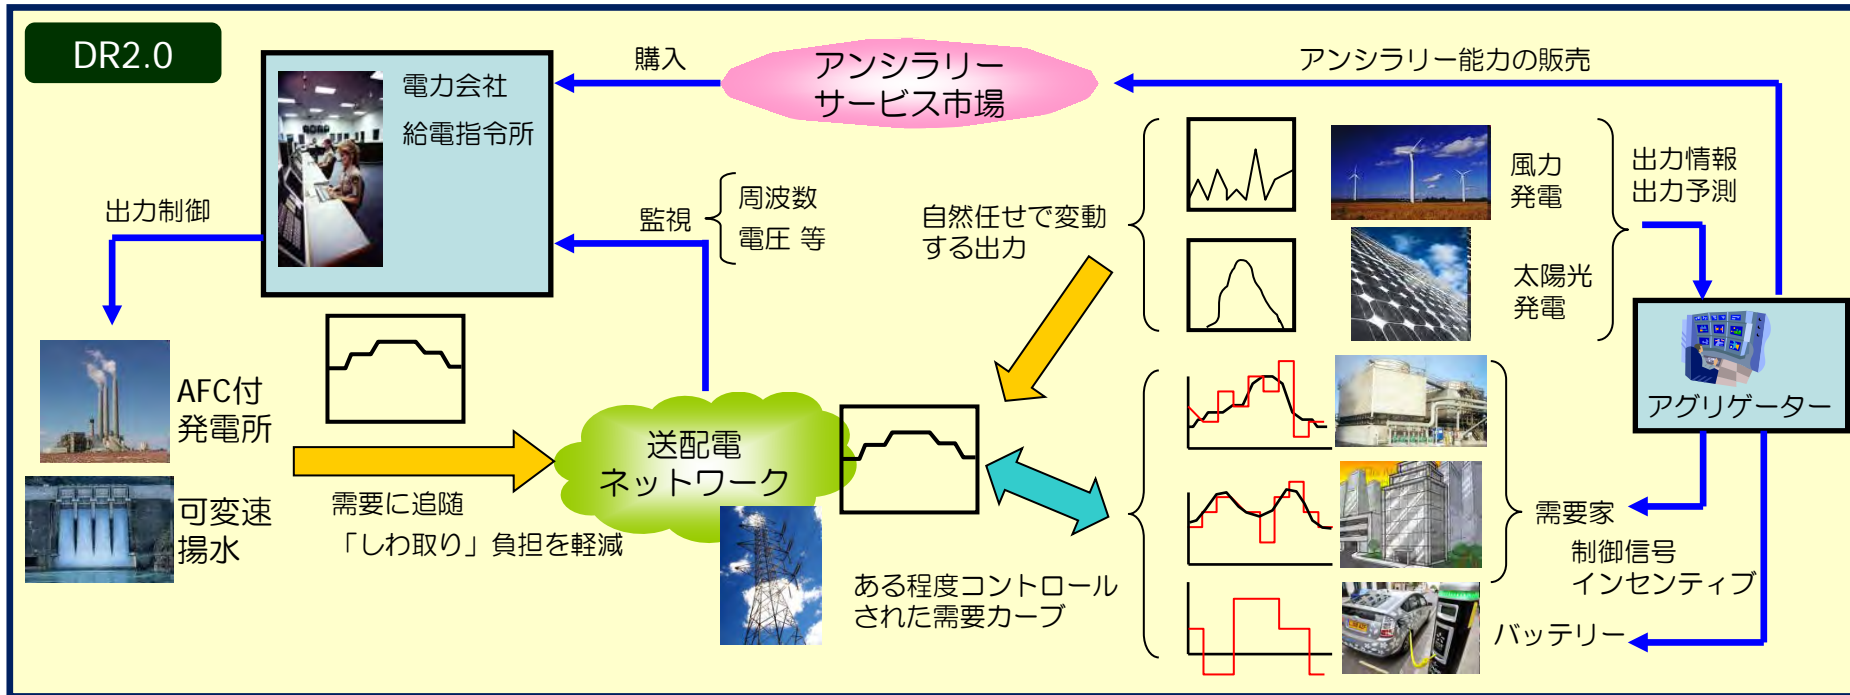 DR2.0
電力会社
給電指令所
購入
アンシラリー
サービス市場
アンシラリー能力の販売
出力制御
監視
周波数
電圧 等
自然任せで変動
する出力
風力
発電
太陽光
発電
出力情報
出力予測
アグリゲーター
AFC付
発電所
可変速
揚水
需要に追随
「しわ取り」負担を軽減
送配電
ネットワーク
ある程度コントロール
された需要カーブ
需要家
制御信号
インセンティブ
バッテリー